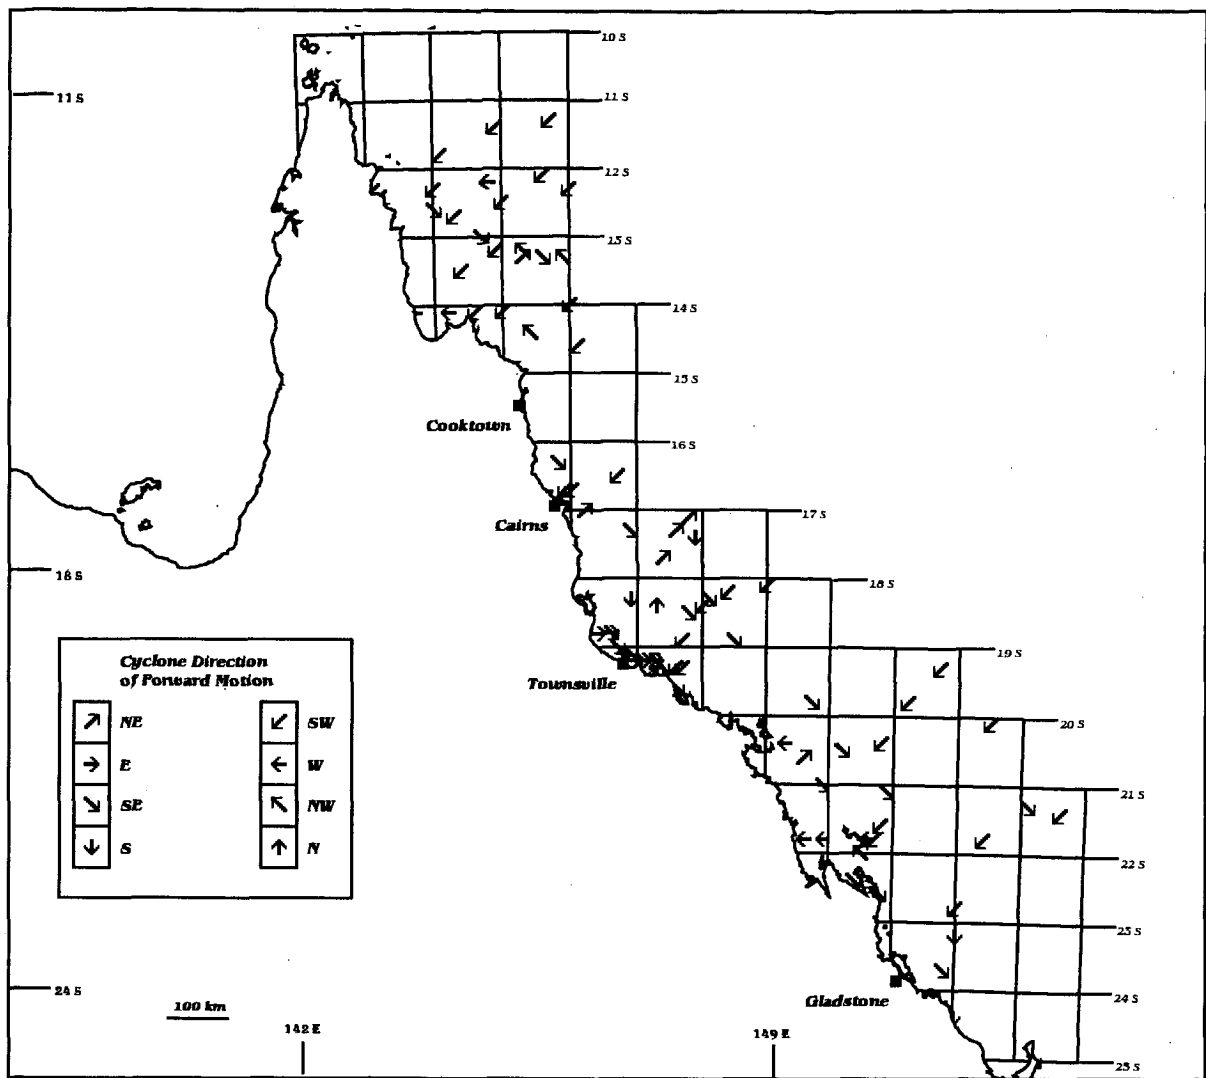 10 S
11 S
11 S
12 S
13 S
14 S
15 S
Cooktown
16 S
Cairns
17 S
18 S
18 S
Cyclone Direction
of Forward Motion
NE
SW
E
W
SE
NW
S
N
19 S
Townsville
20 S
21 S
22 S
23 S
24 S
Gladstone
24 S
100 km
142 E
149 E
25 S